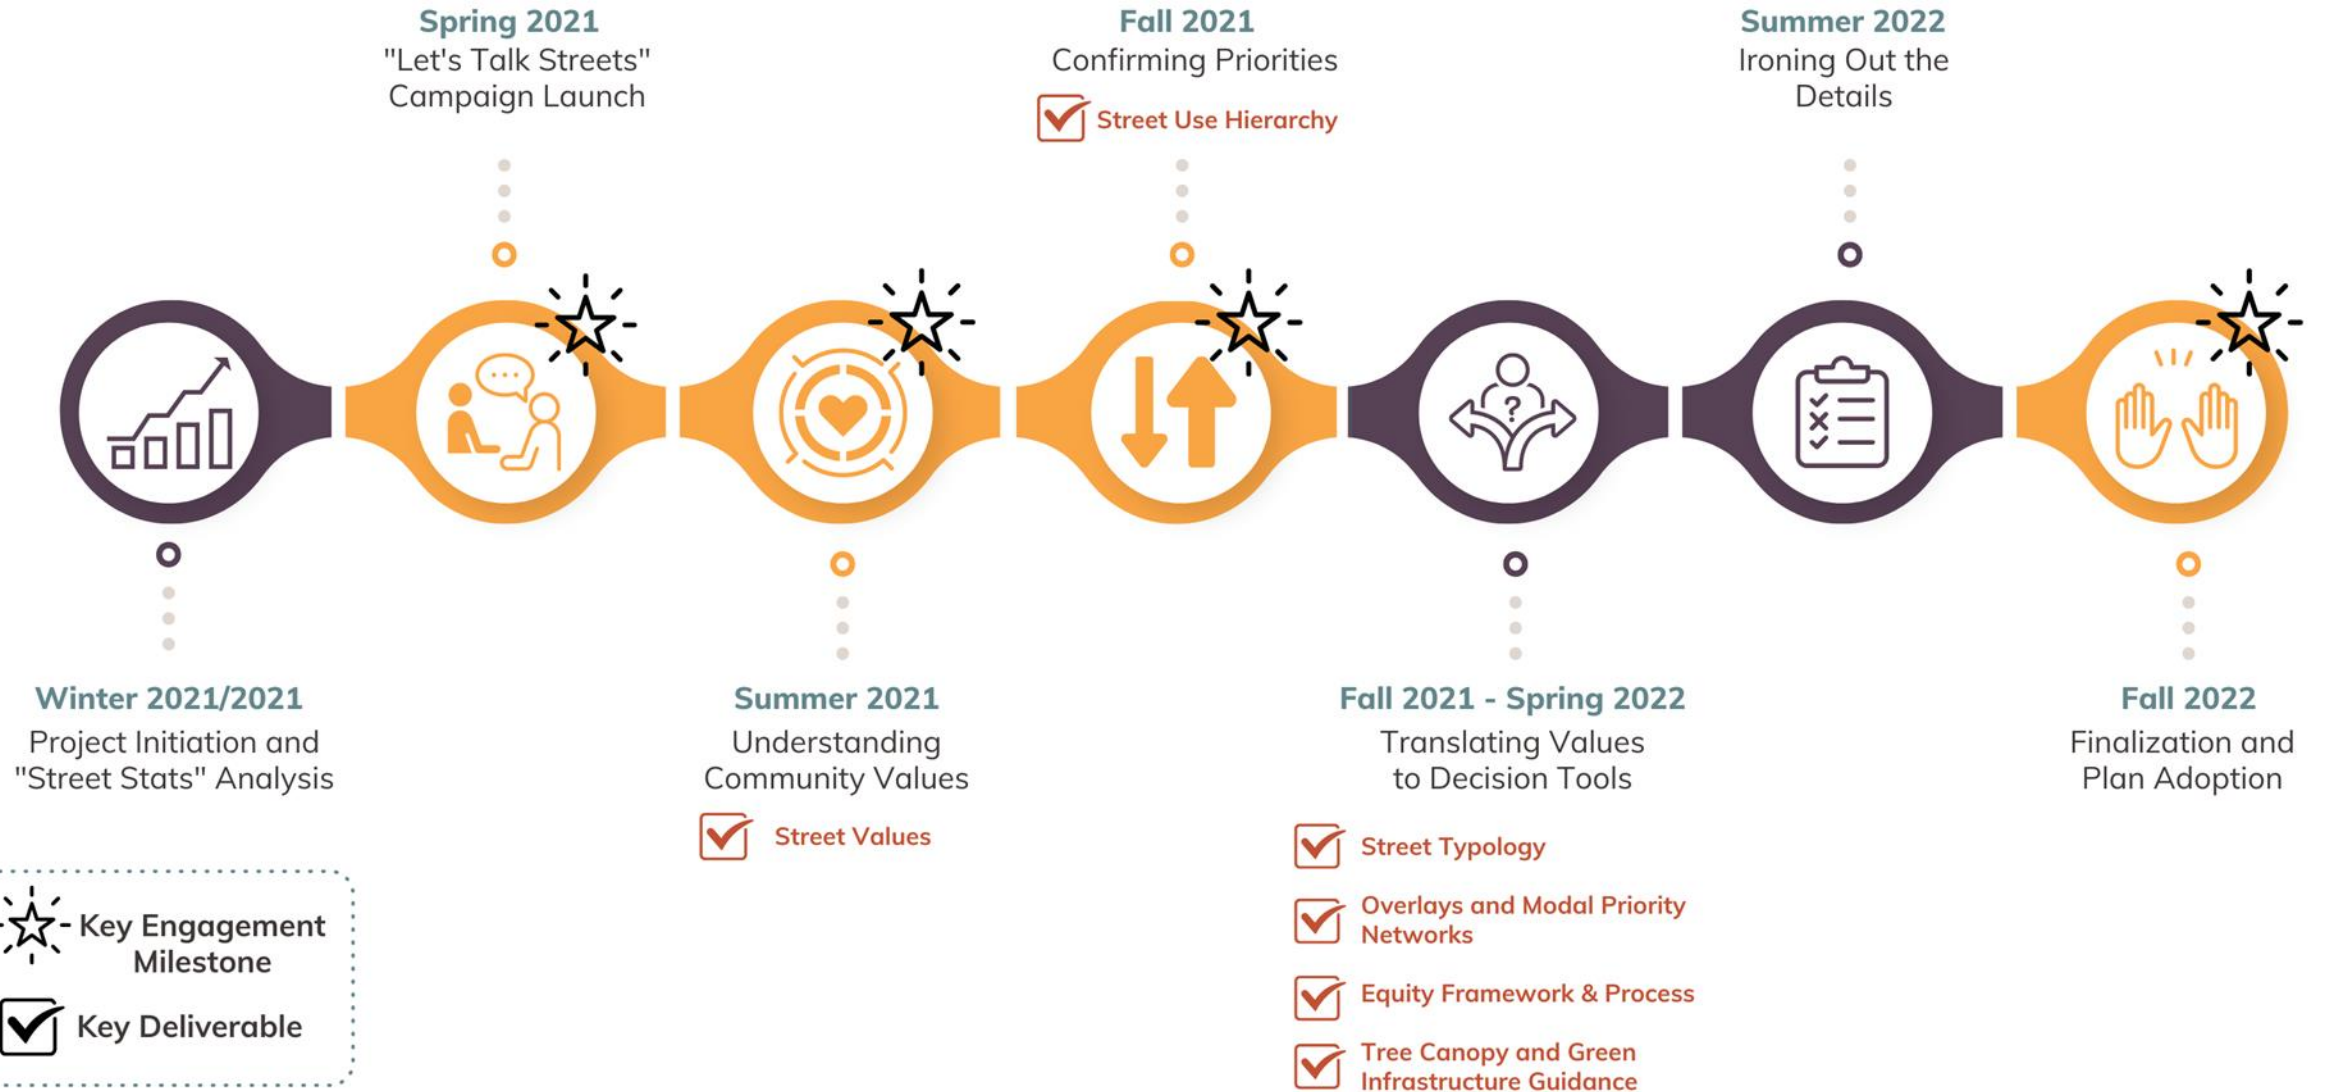 Spring 2021
"Let's Talk Streets"
Campaign Launch
Fall 2021
Confirming Priorities
Street Use Hierarchy
Summer 2022
Ironing Out the
Details
?
Winter 2021/2021
Project Initiation and
"Street Stats" Analysis
Summer 2021
Understanding
Community Values
Street Values
Fall 2021 - Spring 2022
Translating Values
to Decision Tools
Street Typology
Overlays and Modal Priority
Networks
Equity Framework & Process
Tree Canopy and Green
Infrastructure Guidance
Fall 2022
Finalization and
Plan Adoption
Key Engagement
Milestone
Key Deliverable